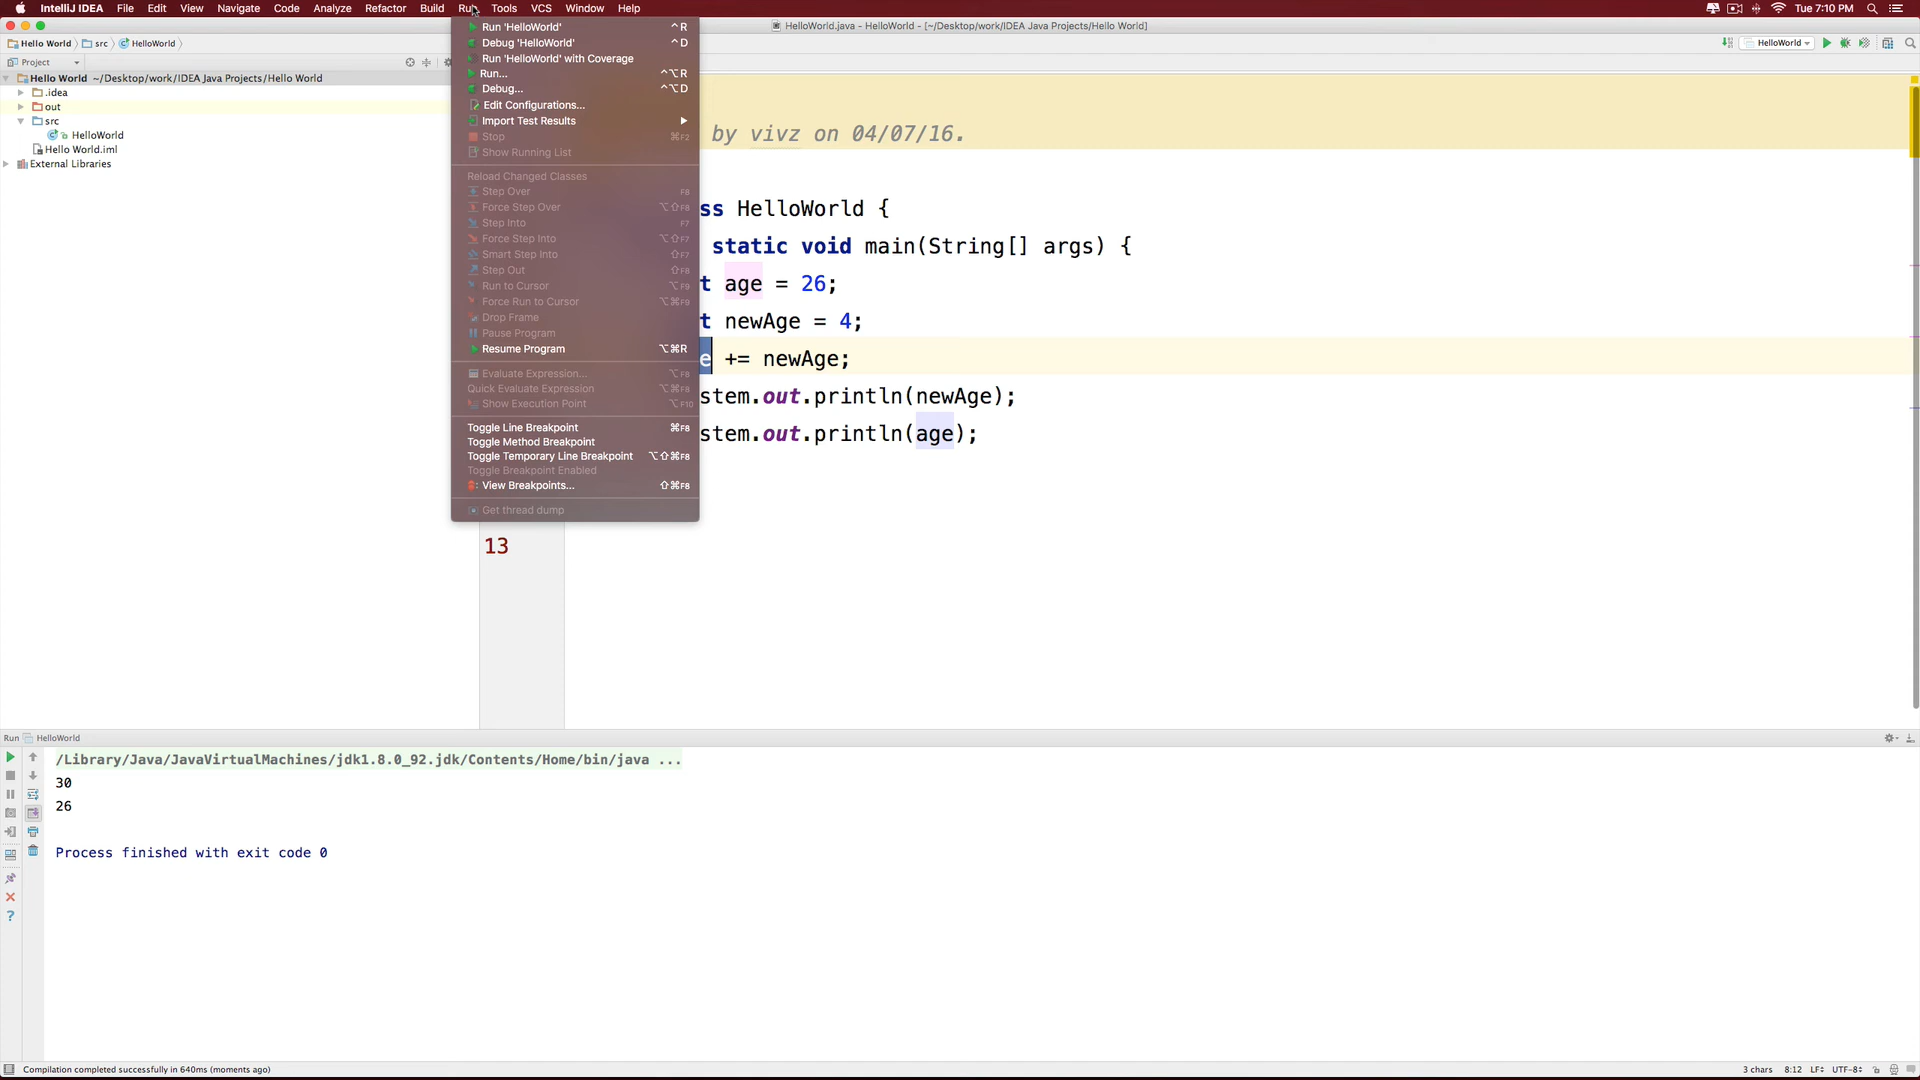 IntelliJ IDEA File Edit View Navigate Code Analyze Refactor Build Run Tools VCS Window Help Tue 7:10 PM
HelloWorld.java - HelloWorld - [~/Desktop/work/IDEA Java Projects/Hello World]
Hello World src HelloWorld
HelloWorld
Project
Hello World ~/Desktop/work/IDEA Java Projects/Hello World
.idea
out
src
HelloWorld
Hello World.iml
External Libraries
Run 'HelloWorld' ⌃R
Debug 'HelloWorld' ⌃D
Run 'HelloWorld' with Coverage
Run... ⌃⌥R
Debug... ⌃⌥D
Edit Configurations...
Import Test Results
Stop ⌘F2
Show Running List
Reload Changed Classes
Step Over F8
Force Step Over ⌥⇧F8
Step Into F7
Force Step Into ⌥⇧F7
Smart Step Into ⇧F7
Step Out ⇧F8
Run to Cursor ⌥F9
Force Run to Cursor ⌥⌘F9
Drop Frame
Pause Program
Resume Program ⌥⌘R
Evaluate Expression... ⌥F8
Quick Evaluate Expression ⌥⌘F8
Show Execution Point ⌥F10
Toggle Line Breakpoint ⌘F8
Toggle Method Breakpoint
Toggle Temporary Line Breakpoint ⌥⇧⌘F8
Toggle Breakpoint Enabled
View Breakpoints... ⇧⌘F8
Get thread dump
by vivz on 04/07/16.
ss HelloWorld {
static void main(String[] args) {
t age = 26;
t newAge = 4;
e += newAge;
stem.out.println(newAge);
stem.out.println(age);
13
Run HelloWorld
/Library/Java/JavaVirtualMachines/jdk1.8.0_92.jdk/Contents/Home/bin/java ...
30
26
Process finished with exit code 0
Compilation completed successfully in 640ms (moments ago)
3 chars 8:12 LF÷ UTF-8÷